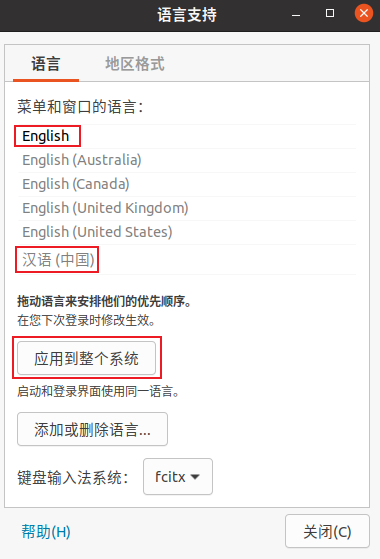 语言支持
语言
地区格式
菜单和窗口的语言：
English
English (Australia)
English (Canada)
English (United Kingdom)
English (United States)
汉语 (中国)
拖动语言来安排他们的优先顺序。
在您下次登录时修改生效。
应用到整个系统
启动和登录界面使用同一语言。
添加或删除语言...
键盘输入法系统： fcitx
帮助(H)
关闭(C)